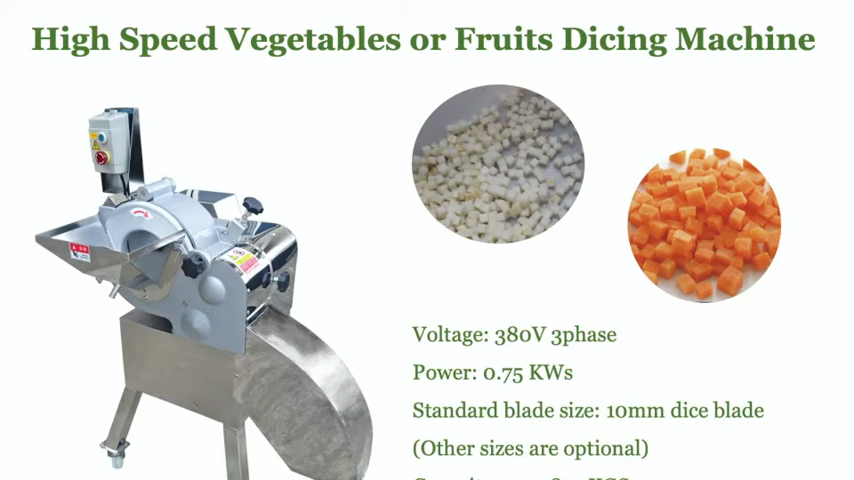 High Speed Vegetables or Fruits Dicing Machine
Voltage: 380V 3phase
Power: 0.75 KWs
Standard blade size: 10mm dice blade
(Other sizes are optional)